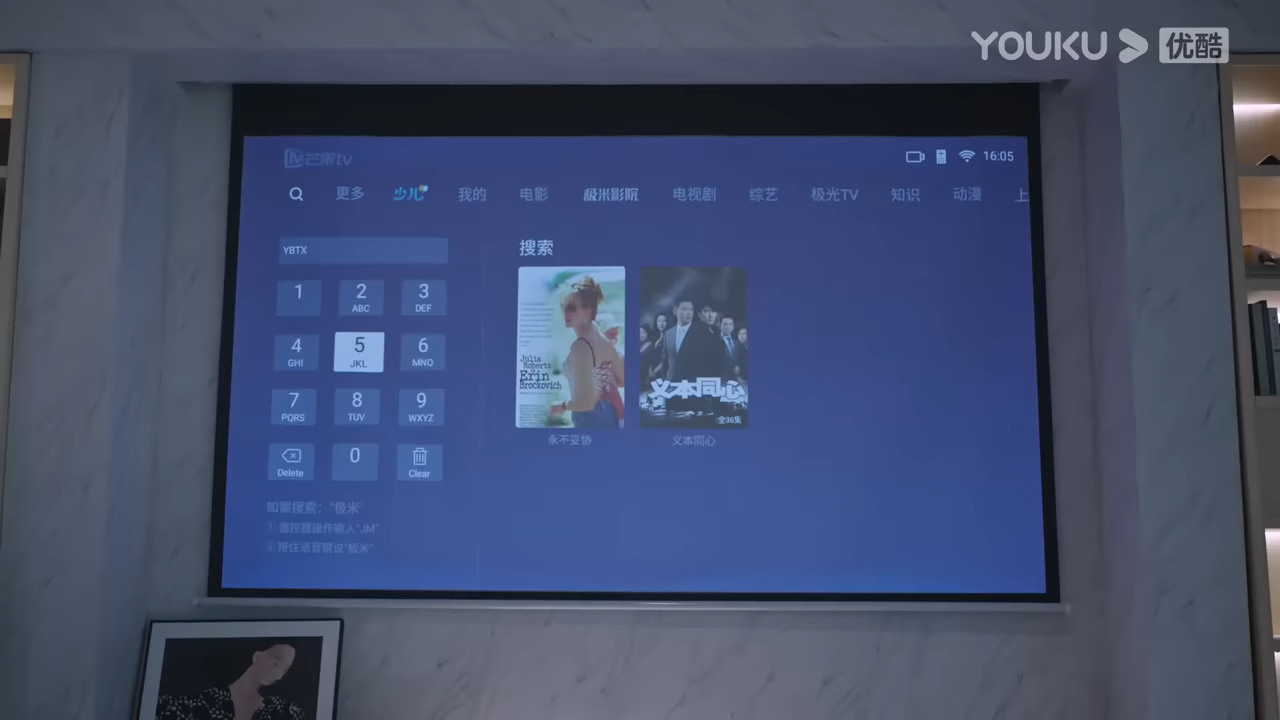 YOUKU 优酷
芒果tv
16:05
更多 少儿 我的 电影 极米影院 电视剧 综艺 极光TV 知识 动漫 上
YBTX
搜索
1
2 ABC
3 DEF
4 GHI
5 JKL
6 MNO
7 PQRS
8 TUV
9 WXYZ
Delete
0
Clear
Julia
Roberts
Erin
Brockovich
义本同心
全36集
永不妥协
义本同心
如需搜索：“极米”
① 遥控器操作输入“JM”
② 按住语音键说“极米”